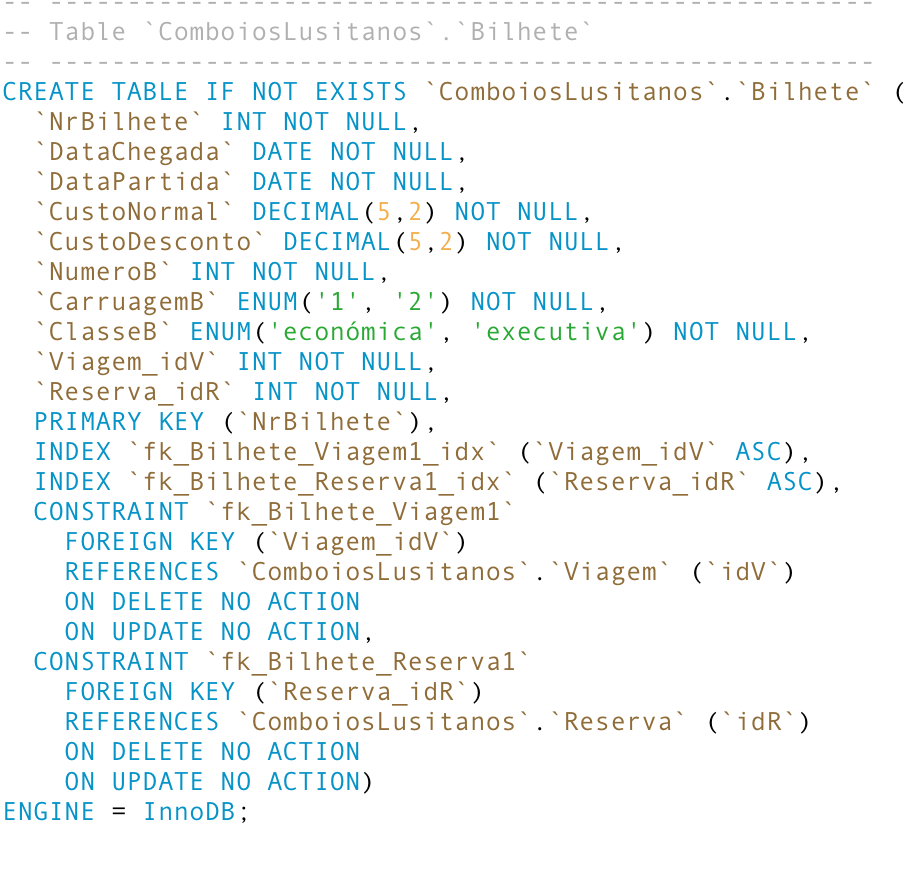 -- -----------------------------------------------------
-- Table `ComboiosLusitanos`.`Bilhete`
-- -----------------------------------------------------
CREATE TABLE IF NOT EXISTS `ComboiosLusitanos`.`Bilhete` (
  `NrBilhete` INT NOT NULL,
  `DataChegada` DATE NOT NULL,
  `DataPartida` DATE NOT NULL,
  `CustoNormal` DECIMAL(5,2) NOT NULL,
  `CustoDesconto` DECIMAL(5,2) NOT NULL,
  `NumeroB` INT NOT NULL,
  `CarruagemB` ENUM('1', '2') NOT NULL,
  `ClasseB` ENUM('económica', 'executiva') NOT NULL,
  `Viagem_idV` INT NOT NULL,
  `Reserva_idR` INT NOT NULL,
  PRIMARY KEY (`NrBilhete`),
  INDEX `fk_Bilhete_Viagem1_idx` (`Viagem_idV` ASC),
  INDEX `fk_Bilhete_Reserva1_idx` (`Reserva_idR` ASC),
  CONSTRAINT `fk_Bilhete_Viagem1`
    FOREIGN KEY (`Viagem_idV`)
    REFERENCES `ComboiosLusitanos`.`Viagem` (`idV`)
    ON DELETE NO ACTION
    ON UPDATE NO ACTION,
  CONSTRAINT `fk_Bilhete_Reserva1`
    FOREIGN KEY (`Reserva_idR`)
    REFERENCES `ComboiosLusitanos`.`Reserva` (`idR`)
    ON DELETE NO ACTION
    ON UPDATE NO ACTION)
ENGINE = InnoDB;